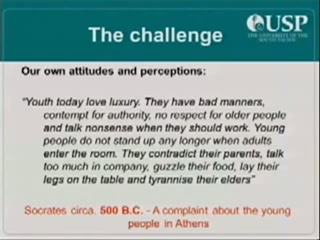 The challenge
eUSP
THE UNIVERSITY OF THE
SOUTH PACIFIC
Our own attitudes and perceptions:
"Youth today love luxury. They have bad manners,
contempt for authority, no respect for older people
and talk nonsense when they should work. Young
people do not stand up any longer when adults
enter the room. They contradict their parents, talk
too much in company, guzzle their food, lay their
legs on the table and tyrannise their elders"
Socrates circa. 500 B.C. - A complaint about the young
people in Athens